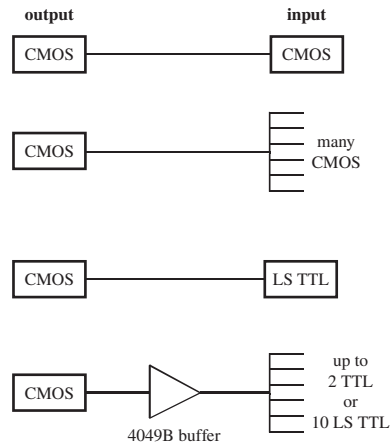 output input
CMOS CMOS
CMOS many
CMOS
CMOS LS TTL
CMOS up to
2 TTL
or
10 LS TTL
4049B buffer